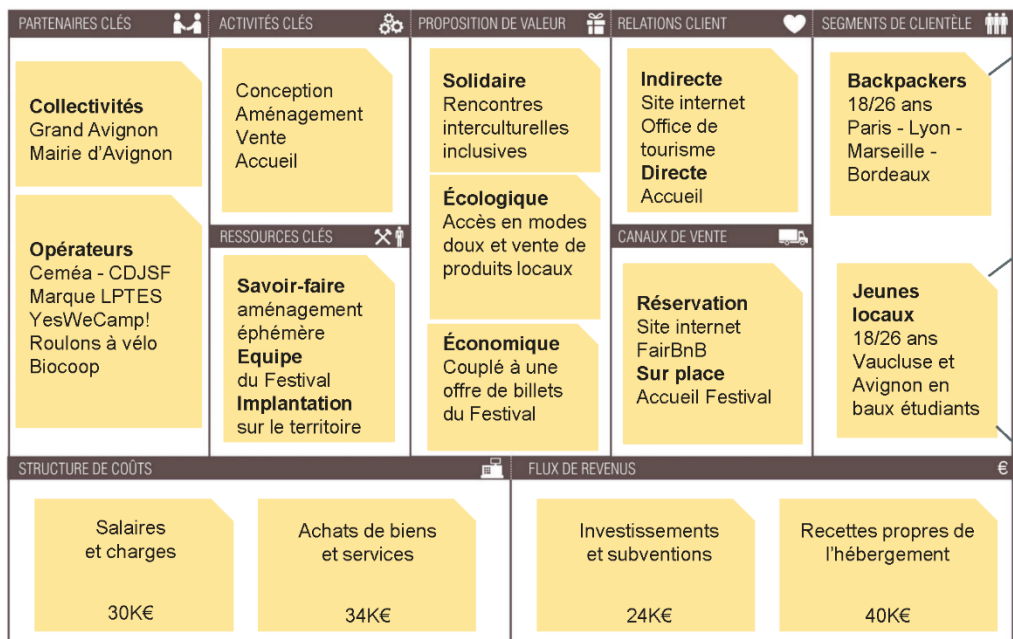 PARTENAIRES CLÉS
Collectivités
Grand Avignon
Mairie d'Avignon
Opérateurs
Ceméa - CDJSF
Marque LPTES
YesWeCamp!
Roulons à vélo
Biocoop
ACTIVITÉS CLÉS
Conception
Aménagement
Vente
Accueil
RESSOURCES CLÉS
Savoir-faire
aménagement
éphémère
Equipe
du Festival
Implantation
sur le territoire
PROPOSITION DE VALEUR
Solidaire
Rencontres
interculturelles
inclusives
Écologique
Accès en modes
doux et vente de
produits locaux
Économique
Couplé à une
offre de billets
du Festival
RELATIONS CLIENT
Indirecte
Site internet
Office de
tourisme
Directe
Accueil
CANAUX DE VENTE
Réservation
Site internet
FairBnB
Sur place
Accueil Festival
SEGMENTS DE CLIENTÈLE
Backpackers
18/26 ans
Paris - Lyon -
Marseille -
Bordeaux
Jeunes
locaux
18/26 ans
Vaucluse et
Avignon en
baux étudiants
STRUCTURE DE COÛTS
Salaires
et charges
30K€
Achats de biens
et services
34K€
FLUX DE REVENUS
€
Investissements
et subventions
24K€
Recettes propres de
l'hébergement
40K€